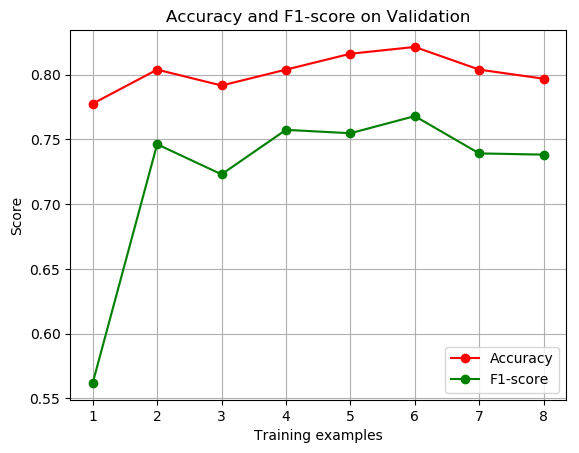 Accuracy and F1-score on Validation
Score
0.80
0.75
0.70
0.65
0.60
0.55
Accuracy
F1-score
1 2 3 4 5 6 7 8
Training examples